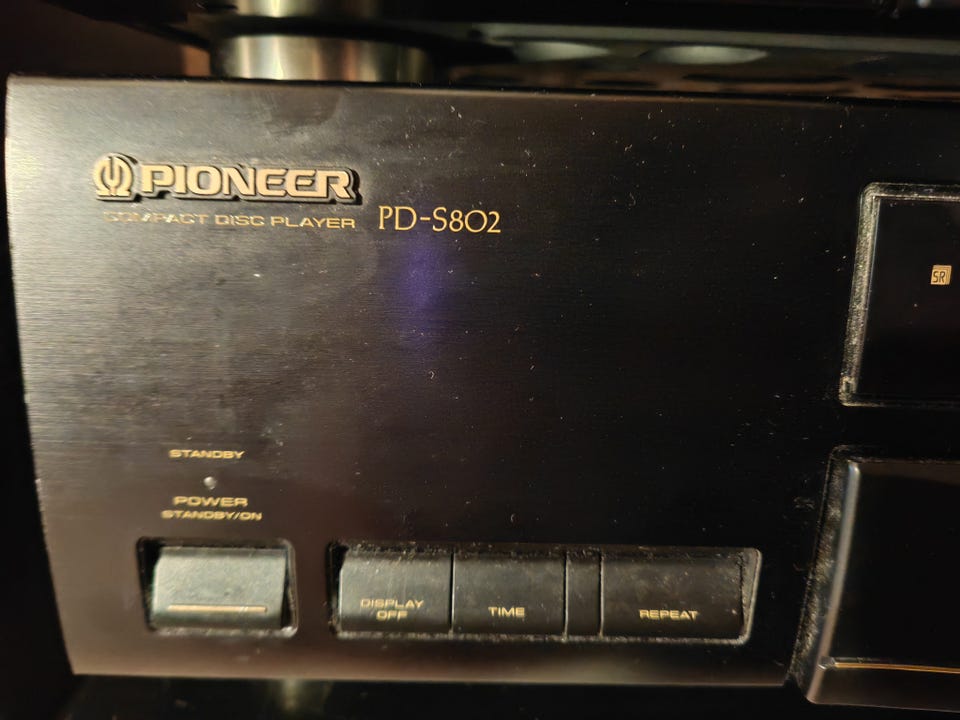 PIONEER
COMPACT DISC PLAYER PD-S802
SR
STANDBY
POWER
STANDBY/ON
DISPLAY
OFF
TIME
REPEAT